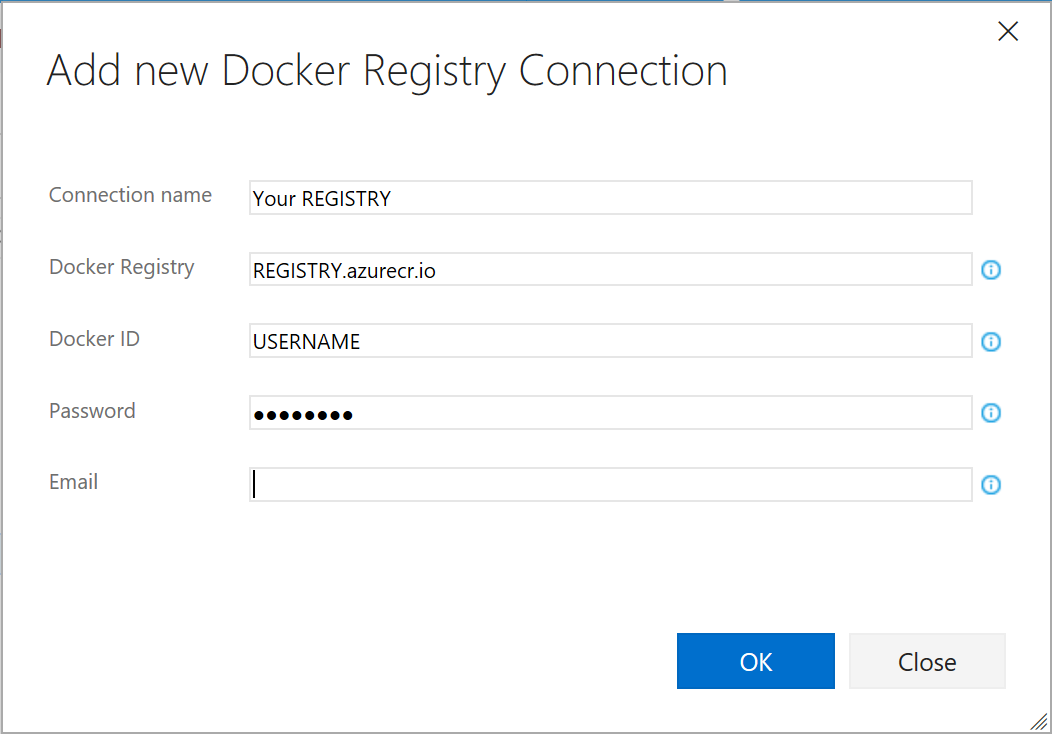 Add new Docker Registry Connection
Connection name
Your REGISTRY
Docker Registry
REGISTRY.azurecr.io
Docker ID
USERNAME
Password
●●●●●●●●
Email
OK
Close